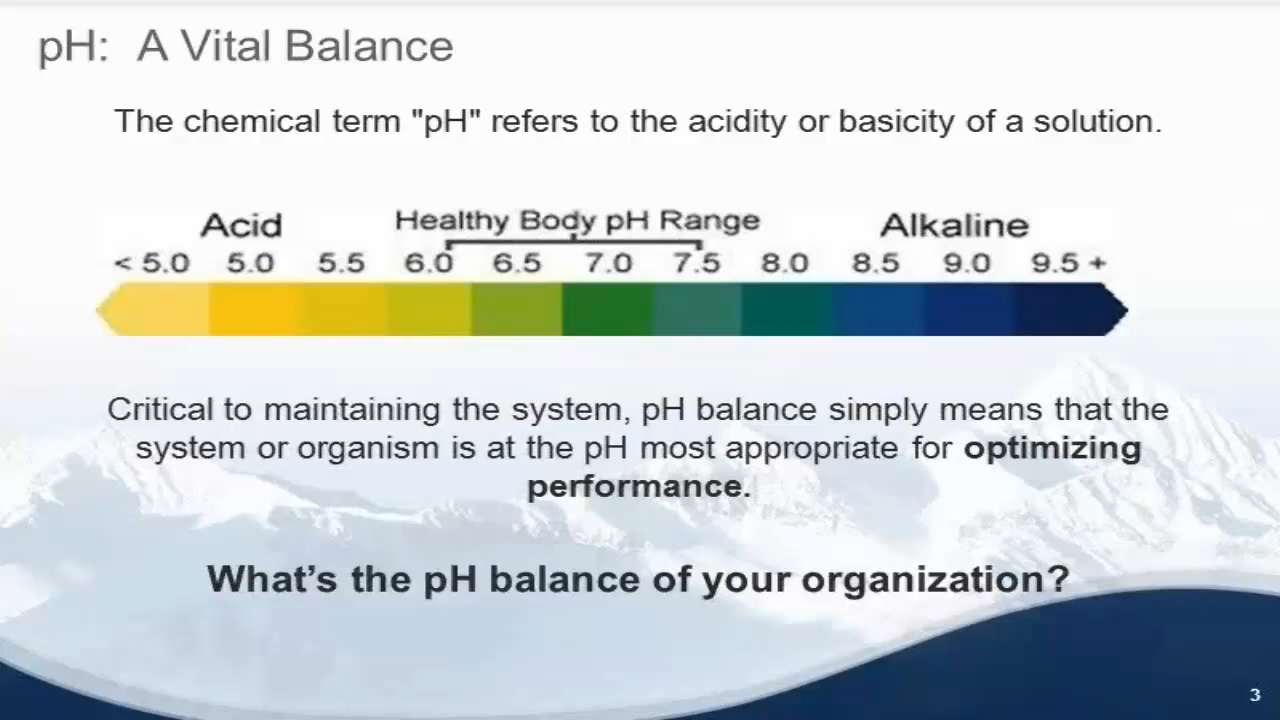 pH: A Vital Balance
The chemical term "pH" refers to the acidity or basicity of a solution.
Acid Healthy Body pH Range Alkaline
< 5.0 5.0 5.5 6.0 6.5 7.0 7.5 8.0 8.5 9.0 9.5 +
Critical to maintaining the system, pH balance simply means that the
system or organism is at the pH most appropriate for optimizing
performance.
What’s the pH balance of your organization?
3